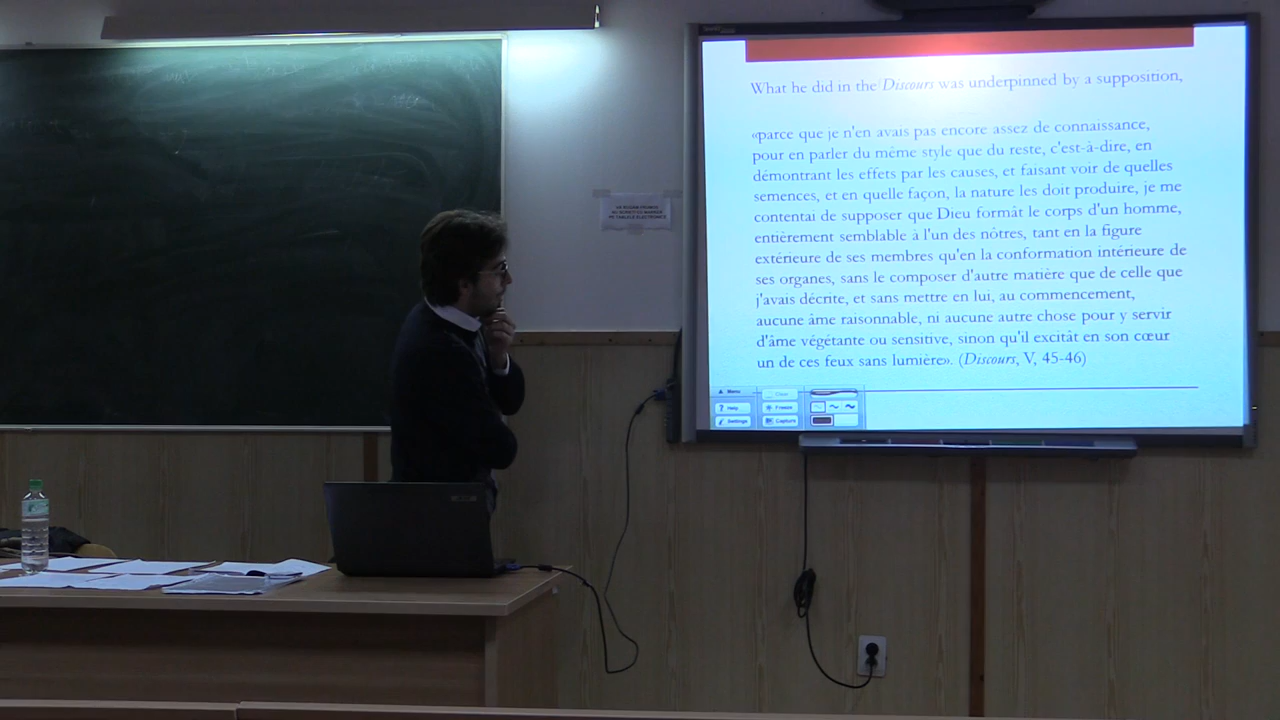 What he did in the Discours was underpinned by a supposition,
«parce que je n'en avais pas encore assez de connaissance,
pour en parler du même style que du reste, c'est-à-dire, en
démontrant les effets par les causes, et faisant voir de quelles
semences, et en quelle façon, la nature les doit produire, je me
contentai de supposer que Dieu formât le corps d'un homme,
entièrement semblable à l'un des nôtres, tant en la figure
extérieure de ses membres qu'en la conformation intérieure de
ses organes, sans le composer d'autre matière que de celle que
j'avais décrite, et sans mettre en lui, au commencement,
aucune âme raisonnable, ni aucune autre chose pour y servir
d'âme végétante ou sensitive, sinon qu'il excitât en son cœur
un de ces feux sans lumière». (Discours, V, 45-46)
Menu
Clear
Help
Freeze
Settings
Capture